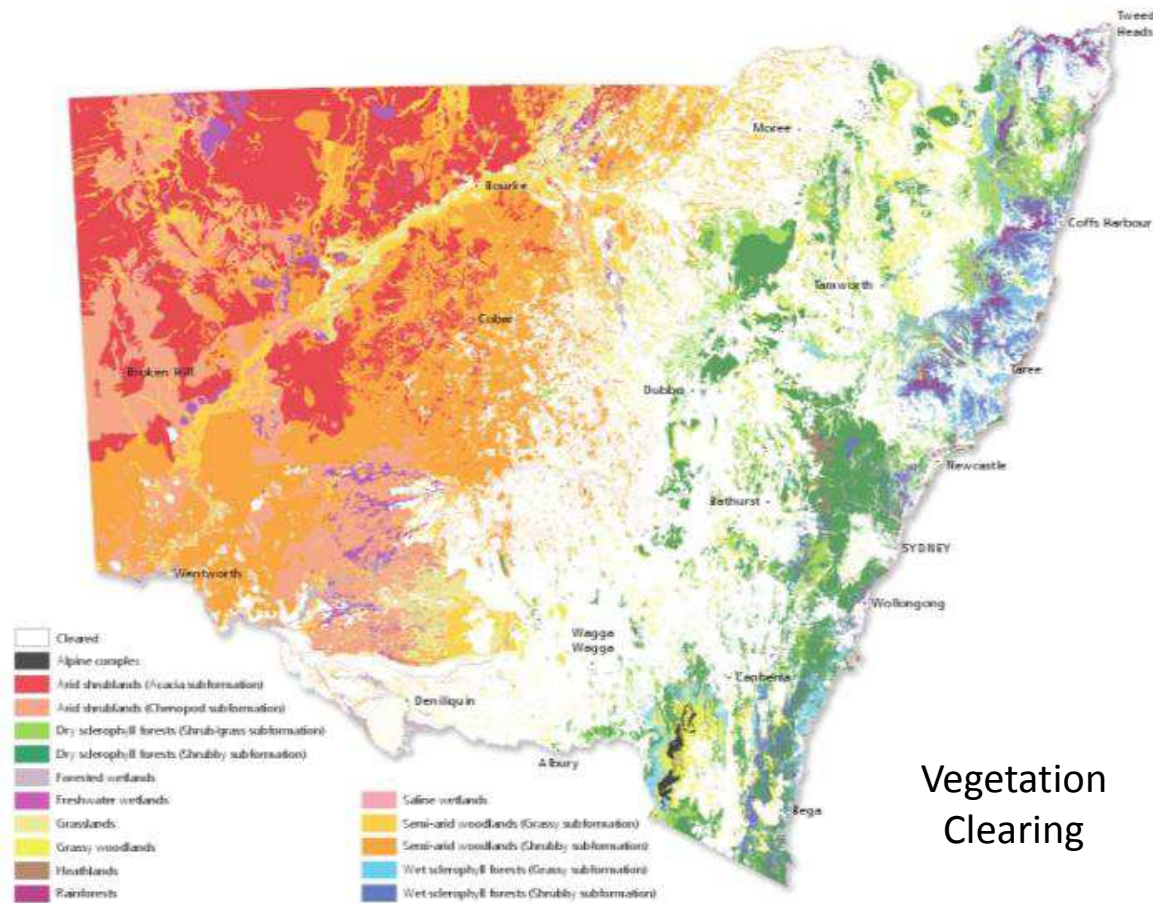 Tweed
Heads
Moree
Bourke
Coffs Harbour
Tamworth
Cobar
Broken Hill
Taree
Dubbo
Newcastle
Bathurst
SYDNEY
Wentworth
Wollongong
Wagga
Wagga
Canberra
Deniliquin
Albury
Bega
Cleared
Alpine complex
Arid shrublands (Acacia subformation)
Arid shrublands (Chenopod subformation)
Dry sclerophyll forests (Shrub/grass subformation)
Dry sclerophyll forests (Shrubby subformation)
Forested wetlands
Freshwater wetlands
Grasslands
Grassy woodlands
Heathlands
Rainforests
Saline wetlands
Semi-arid woodlands (Grassy subformation)
Semi-arid woodlands (Shrubby subformation)
Wet sclerophyll forests (Grassy subformation)
Wet sclerophyll forests (Shrubby subformation)
Vegetation
Clearing